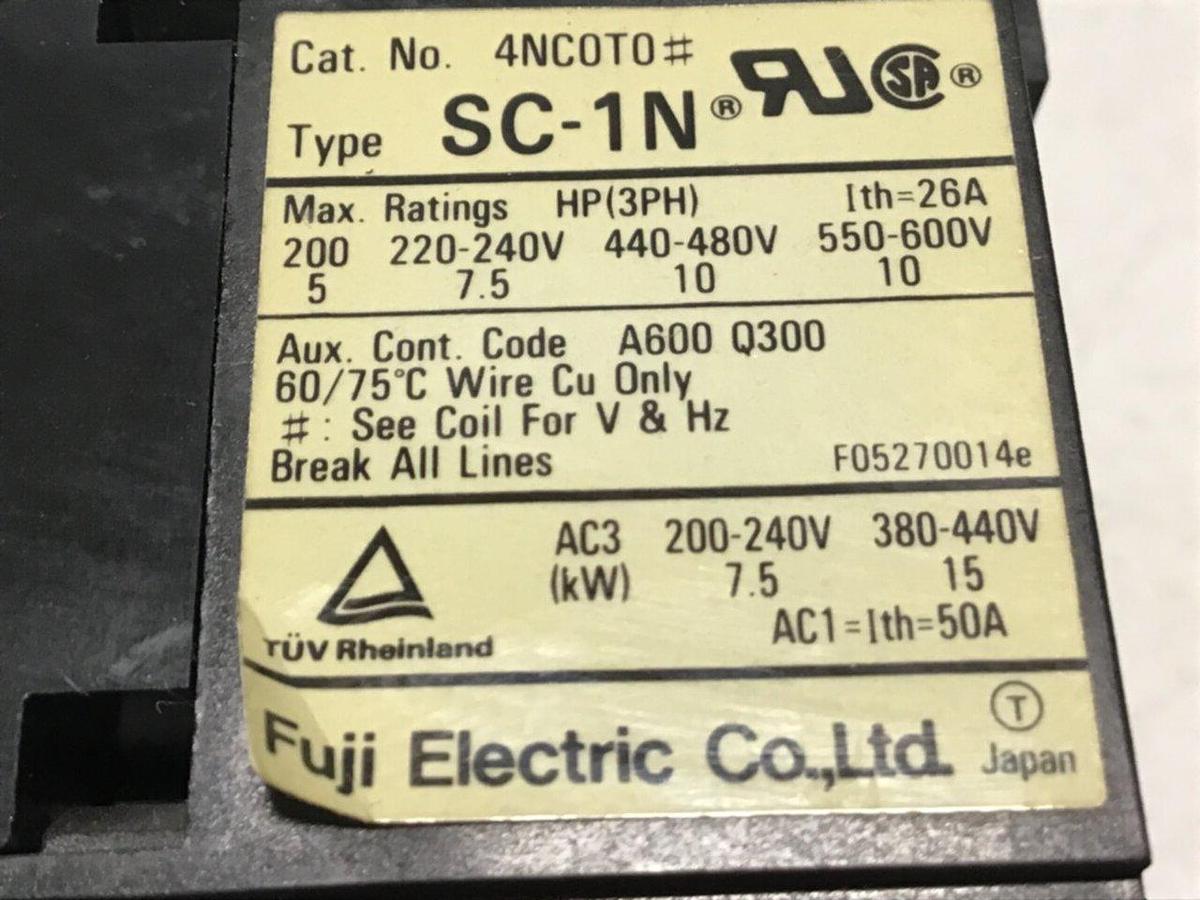 Cat. No. 4NC0T0#
Type SC-1N ® RU SA ®
Max. Ratings HP(3PH) Ith=26A
200 220-240V 440-480V 550-600V
5 7.5 10 10
Aux. Cont. Code A600 Q300
60/75°C Wire Cu Only
#: See Coil For V & Hz
Break All Lines F05270014e
AC3 200-240V 380-440V
(kW) 7.5 15
AC1=Ith=50A
TÜV Rheinland
Fuji Electric Co.,Ltd. T Japan